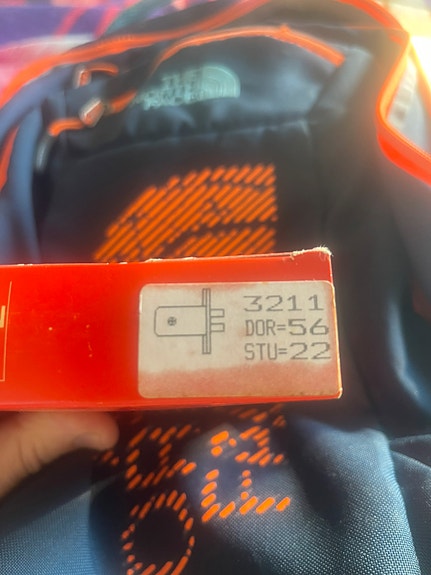 THE
NORTH
FACE
3211
DOR=56
STU=22